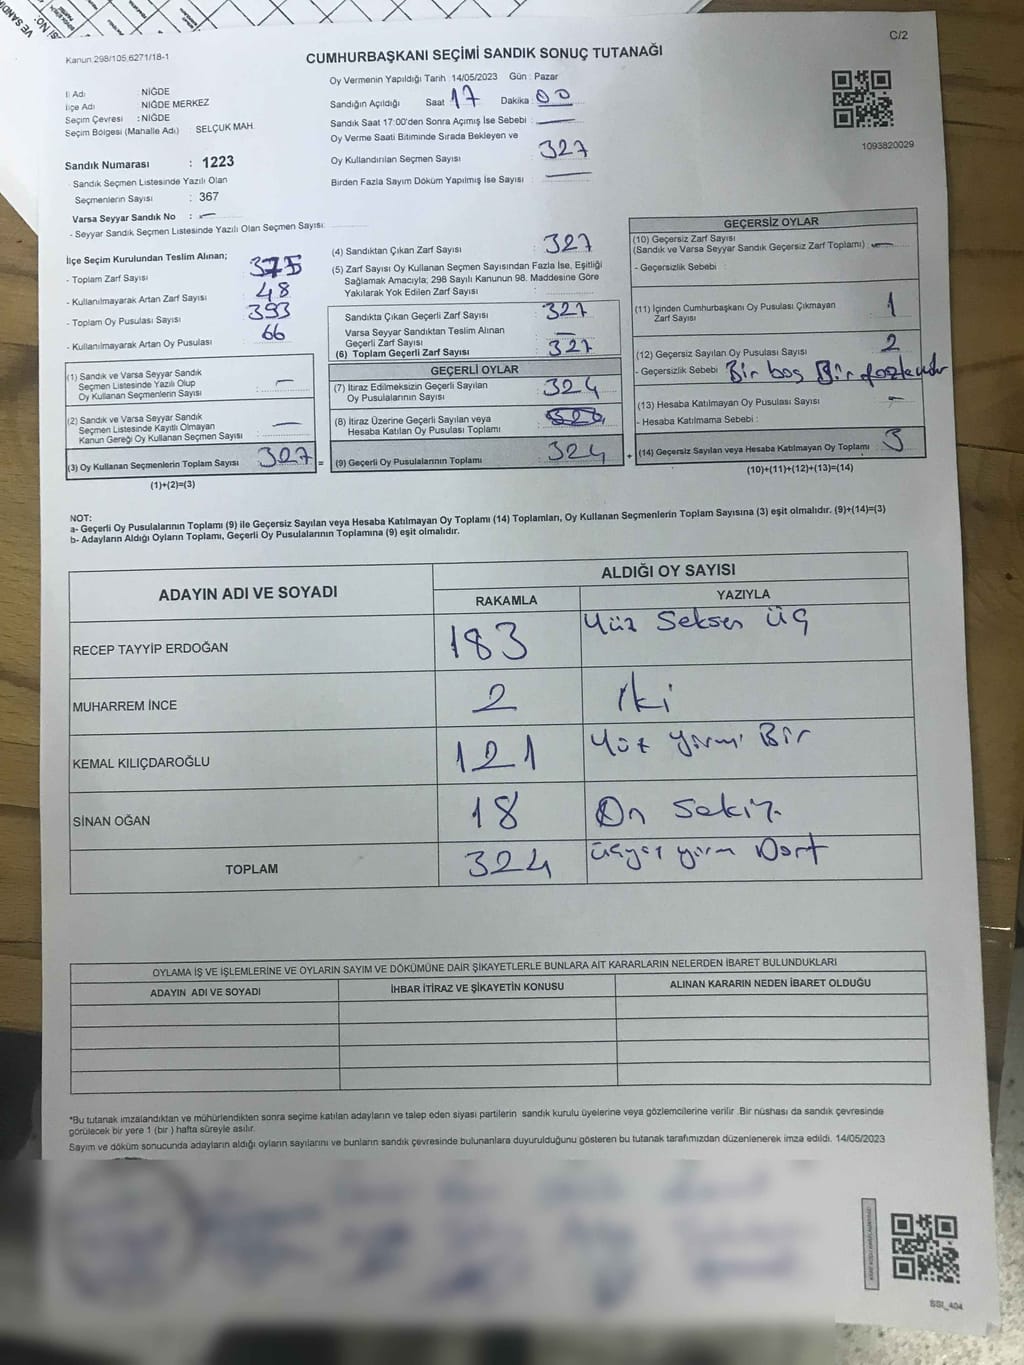 C/2
Kanun 298/105,6271/18-1
CUMHURBAŞKANI SEÇİMİ SANDIK SONUÇ TUTANAĞI
Oy Vermenin Yapıldığı Tarih : 14/05/2023 Gün : Pazar
İl Adı : NİĞDE
İlçe Adı : NİĞDE MERKEZ
Seçim Çevresi : NİĞDE
Seçim Bölgesi (Mahalle Adı) : SELÇUK MAH.
Sandığın Açıldığı Saat 17 Dakika : 00
Sandık Saat 17:00'den Sonra Açımış İse Sebebi : —
Oy Verme Saati Bitiminde Sırada Bekleyen ve
Oy Kullandırılan Seçmen Sayısı : 327
Birden Fazla Sayım Döküm Yapılmış İse Sayısı : —
1093820029
Sandık Numarası : 1223
- Sandık Seçmen Listesinde Yazılı Olan
Seçmenlerin Sayısı : 367
Varsa Seyyar Sandık No : —
- Seyyar Sandık Seçmen Listesinde Yazılı Olan Seçmen Sayısı:
İlçe Seçim Kurulundan Teslim Alınan;
- Toplam Zarf Sayısı : 375
- Kullanılmayarak Artan Zarf Sayısı : 48
- Toplam Oy Pusulası Sayısı : 393
- Kullanılmayarak Artan Oy Pusulası : 66
(1) Sandık ve Varsa Seyyar Sandık
Seçmen Listesinde Yazılı Olup
Oy Kullanan Seçmenlerin Sayısı : —
(2) Sandık ve Varsa Seyyar Sandık
Seçmen Listesinde Kayıtlı Olmayan
Kanun Gereği Oy Kullanan Seçmen Sayısı : —
(3) Oy Kullanan Seçmenlerin Toplam Sayısı : 327 =
(1)+(2)=(3)
(4) Sandıktan Çıkan Zarf Sayısı : 327
(5) Zarf Sayısı Oy Kullanan Seçmen Sayısından Fazla İse, Eşitliği
Sağlamak Amacıyla; 298 Sayılı Kanunun 98. Maddesine Göre
Yakılarak Yok Edilen Zarf Sayısı :
Sandıkta Çıkan Geçerli Zarf Sayısı : 327
Varsa Seyyar Sandıktan Teslim Alınan
Geçerli Zarf Sayısı : —
(6) Toplam Geçerli Zarf Sayısı : 327
GEÇERLİ OYLAR
(7) İtiraz Edilmeksizin Geçerli Sayılan
Oy Pusulalarının Sayısı : 324
(8) İtiraz Üzerine Geçerli Sayılan veya
Hesaba Katılan Oy Pusulası Toplamı :
(9) Geçerli Oy Pusulalarının Toplamı : 324 +
GEÇERSİZ OYLAR
(10) Geçersiz Zarf Sayısı
(Sandık ve Varsa Seyyar Sandık Geçersiz Zarf Toplamı) : —
- Geçersizlik Sebebi :
(11) İçinden Cumhurbaşkanı Oy Pusulası Çıkmayan
Zarf Sayısı : 1
(12) Geçersiz Sayılan Oy Pusulası Sayısı : 2
- Geçersizlik Sebebi : Bir boş Bir fazladır
(13) Hesaba Katılmayan Oy Pusulası Sayısı : —
- Hesaba Katılmama Sebebi :
(14) Geçersiz Sayılan veya Hesaba Katılmayan Oy Toplamı : 3
(10)+(11)+(12)+(13)=(14)
NOT:
a- Geçerli Oy Pusulalarının Toplamı (9) ile Geçersiz Sayılan veya Hesaba Katılmayan Oy Toplamı (14) Toplamları, Oy Kullanan Seçmenlerin Toplam Sayısına (3) eşit olmalıdır. (9)+(14)=(3)
b- Adayların Aldığı Oyların Toplamı, Geçerli Oy Pusulalarının Toplamına (9) eşit olmalıdır.
ADAYIN ADI VE SOYADI
ALDIĞI OY SAYISI
RAKAMLA YAZIYLA
RECEP TAYYİP ERDOĞAN 183 Yüz Seksen üç
MUHARREM İNCE 2 İki
KEMAL KILIÇDAROĞLU 121 Yüz yirmi Bir
SİNAN OĞAN 18 On Sekiz
TOPLAM 324 üçyüz yirm Dort
OYLAMA İŞ VE İŞLEMLERİNE VE OYLARIN SAYIM VE DÖKÜMÜNE DAİR ŞİKAYETLERLE BUNLARA AİT KARARLARIN NELERDEN İBARET BULUNDUKLARI
ADAYIN ADI VE SOYADI İHBAR İTİRAZ VE ŞİKAYETİN KONUSU ALINAN KARARIN NEDEN İBARET OLDUĞU
*Bu tutanak imzalandıktan ve mühürlendikten sonra seçime katılan adayların ve talep eden siyasi partilerin sandık kurulu üyelerine veya gözlemcilerine verilir .Bir nüshası da sandık çevresinde
görülecek bir yere 1 (bir ) hafta süreyle asılır.
Sayım ve döküm sonucunda adayların aldığı oyların sayılarını ve bunların sandık çevresinde bulunanlara duyurulduğunu gösteren bu tutanak tarafımızdan düzenlenerek imza edildi. 14/05/2023
SSI_404